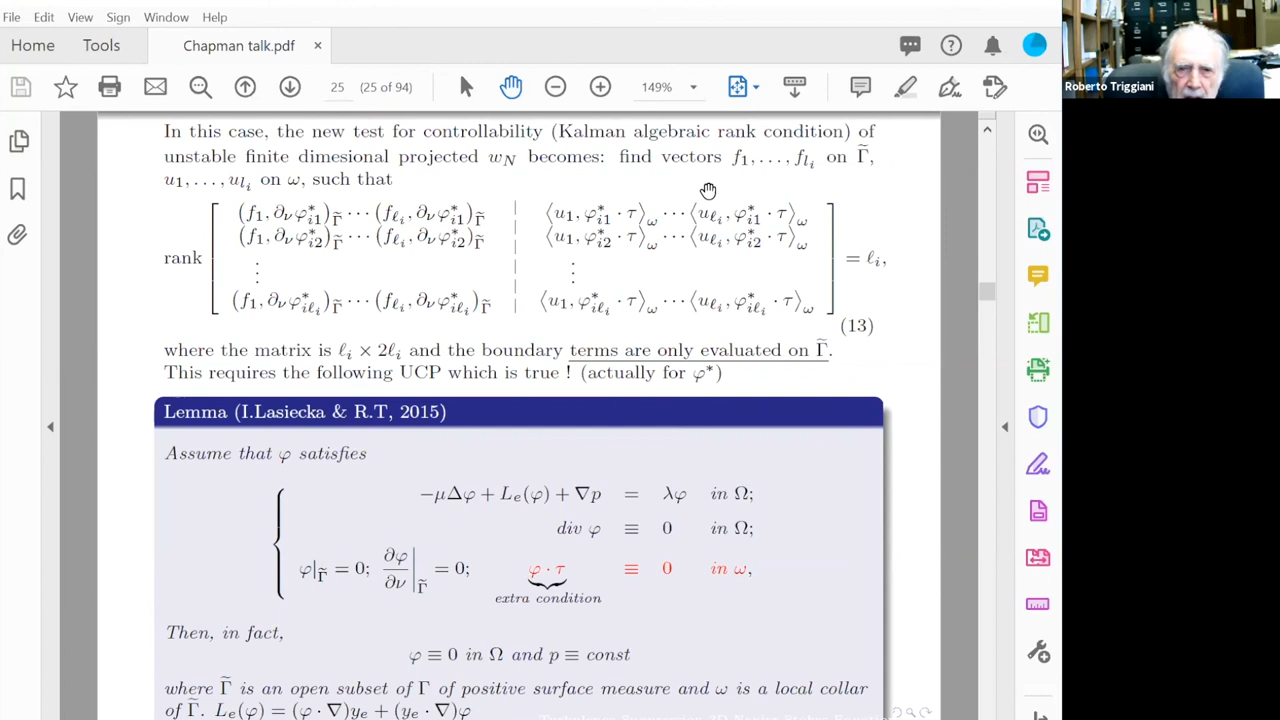 File Edit View Sign Window Help
Home Tools Chapman talk.pdf ×
25 (25 of 94) 149%
Roberto Triggiani
In this case, the new test for controllability (Kalman algebraic rank condition) of
unstable finite dimesional projected w_N becomes: find vectors f_1, . . . , f_{l_i} on Γ̃,
u_1, . . . , u_{l_i} on ω, such that
(f_1, ∂_νφ*_{i1})_Γ̃ ··· (f_{ℓ_i}, ∂_νφ*_{i1})_Γ̃ | ⟨u_1, φ*_{i1} · τ⟩_ω ··· ⟨u_{ℓ_i}, φ*_{i1} · τ⟩_ω
(f_1, ∂_νφ*_{i2})_Γ̃ ··· (f_{ℓ_i}, ∂_νφ*_{i2})_Γ̃ | ⟨u_1, φ*_{i2} · τ⟩_ω ··· ⟨u_{ℓ_i}, φ*_{i2} · τ⟩_ω
rank ⋮ | ⋮ = ℓ_i,
(f_1, ∂_νφ*_{iℓ_i})_Γ̃ ··· (f_{ℓ_i}, ∂_νφ*_{iℓ_i})_Γ̃ | ⟨u_1, φ*_{iℓ_i} · τ⟩_ω ··· ⟨u_{ℓ_i}, φ*_{iℓ_i} · τ⟩_ω
(13)
where the matrix is ℓ_i × 2ℓ_i and the boundary terms are only evaluated on Γ̃.
This requires the following UCP which is true ! (actually for φ*)
Lemma (I.Lasiecka & R.T, 2015)
Assume that φ satisfies
−μΔφ + L_e(φ) + ∇p = λφ in Ω;
div φ ≡ 0 in Ω;
φ|_Γ̃ = 0; ∂φ/∂ν|_Γ̃ = 0; φ · τ ≡ 0 in ω,
extra condition
Then, in fact,
φ ≡ 0 in Ω and p ≡ const
where Γ̃ is an open subset of Γ of positive surface measure and ω is a local collar
of Γ̃. L_e(φ) = (φ · ∇)y_e + (y_e · ∇)φ